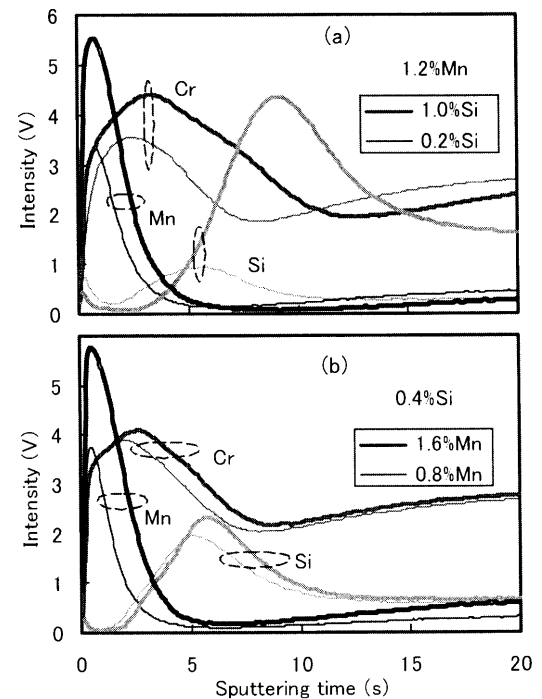 (a)
6
5
4
3
2
1
0
Intensity (V)
1.2%Mn
1.0%Si
0.2%Si
Cr
Mn
Si
(b)
5
4
3
2
1
0
Intensity (V)
0.4%Si
1.6%Mn
0.8%Mn
Cr
Mn
Si
0 5 10 15 20
Sputtering time (s)